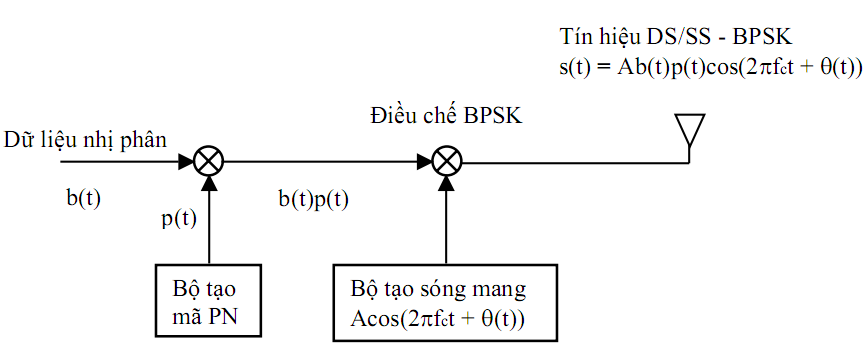 Tín hiệu DS/SS - BPSK
s(t) = Ab(t)p(t)cos(2πfct + θ(t))
Điều chế BPSK
Dữ liệu nhị phân
b(t)
p(t)
b(t)p(t)
Bộ tạo
mã PN
Bộ tạo sóng mang
Acos(2πfct + θ(t))